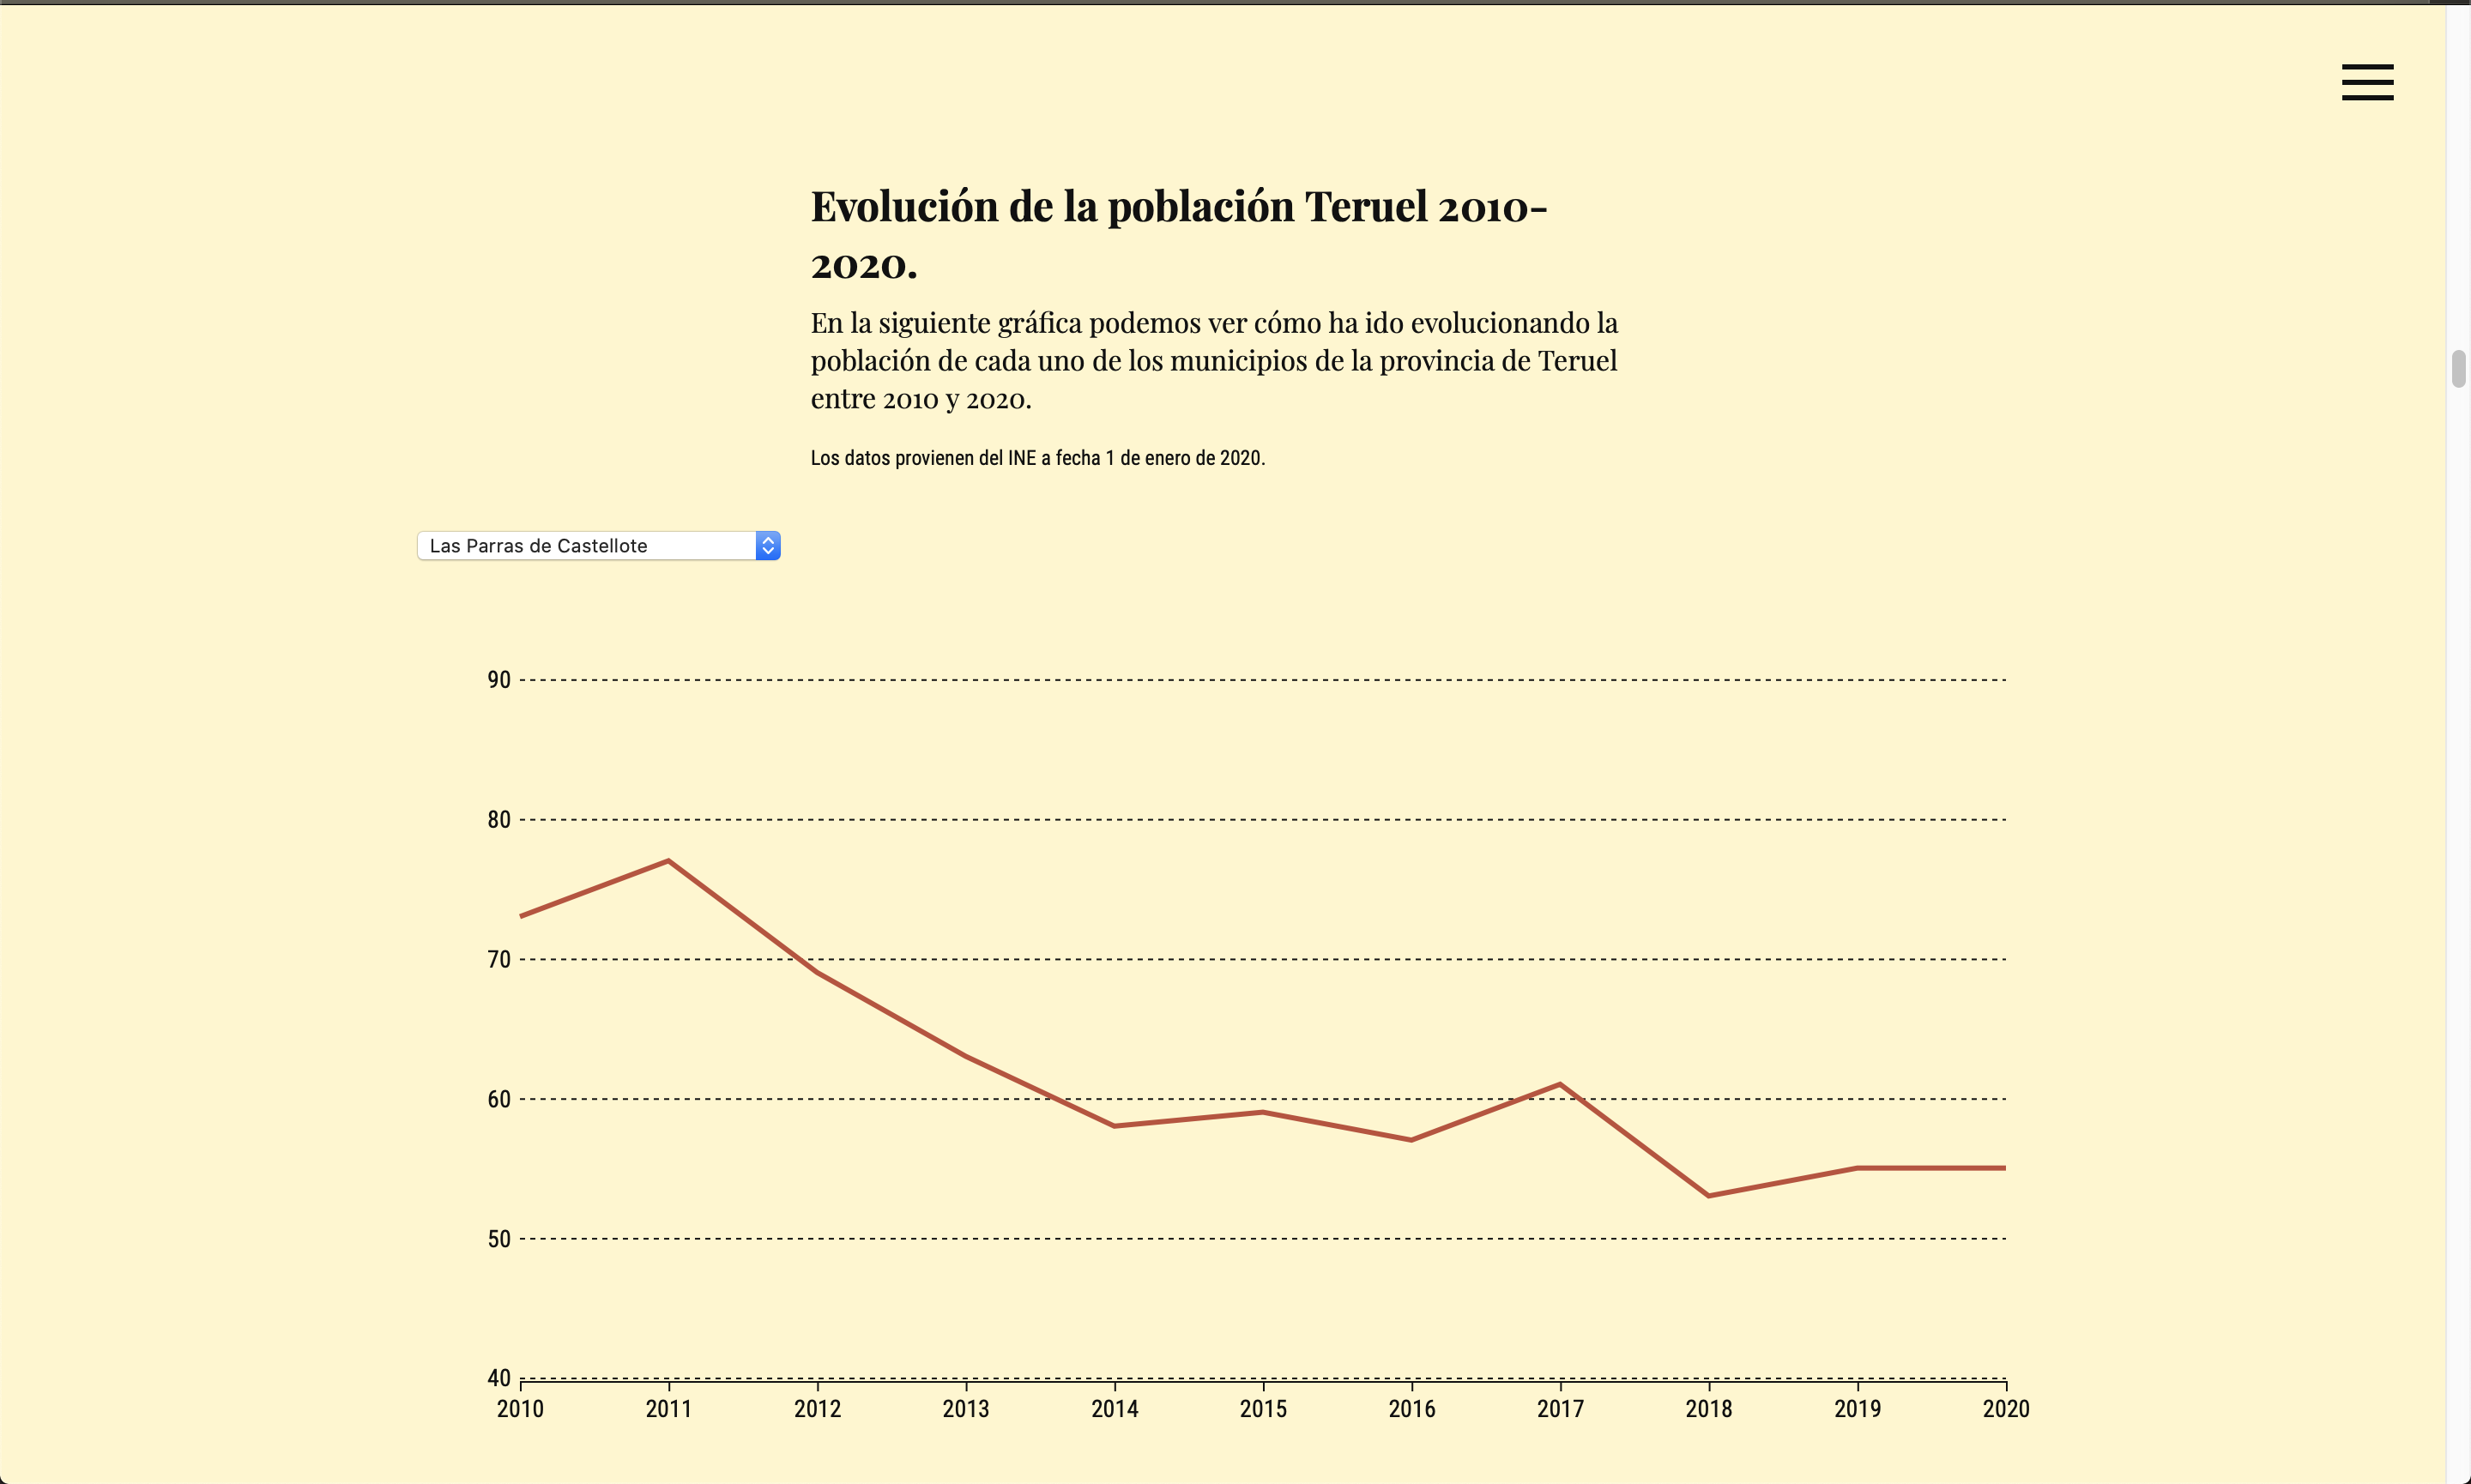 Evolución de la población Teruel 2010-
2020.
En la siguiente gráfica podemos ver cómo ha ido evolucionando la
población de cada uno de los municipios de la provincia de Teruel
entre 2010 y 2020.
Los datos provienen del INE a fecha 1 de enero de 2020.
Las Parras de Castellote
90
80
70
60
50
40
2010 2011 2012 2013 2014 2015 2016 2017 2018 2019 2020